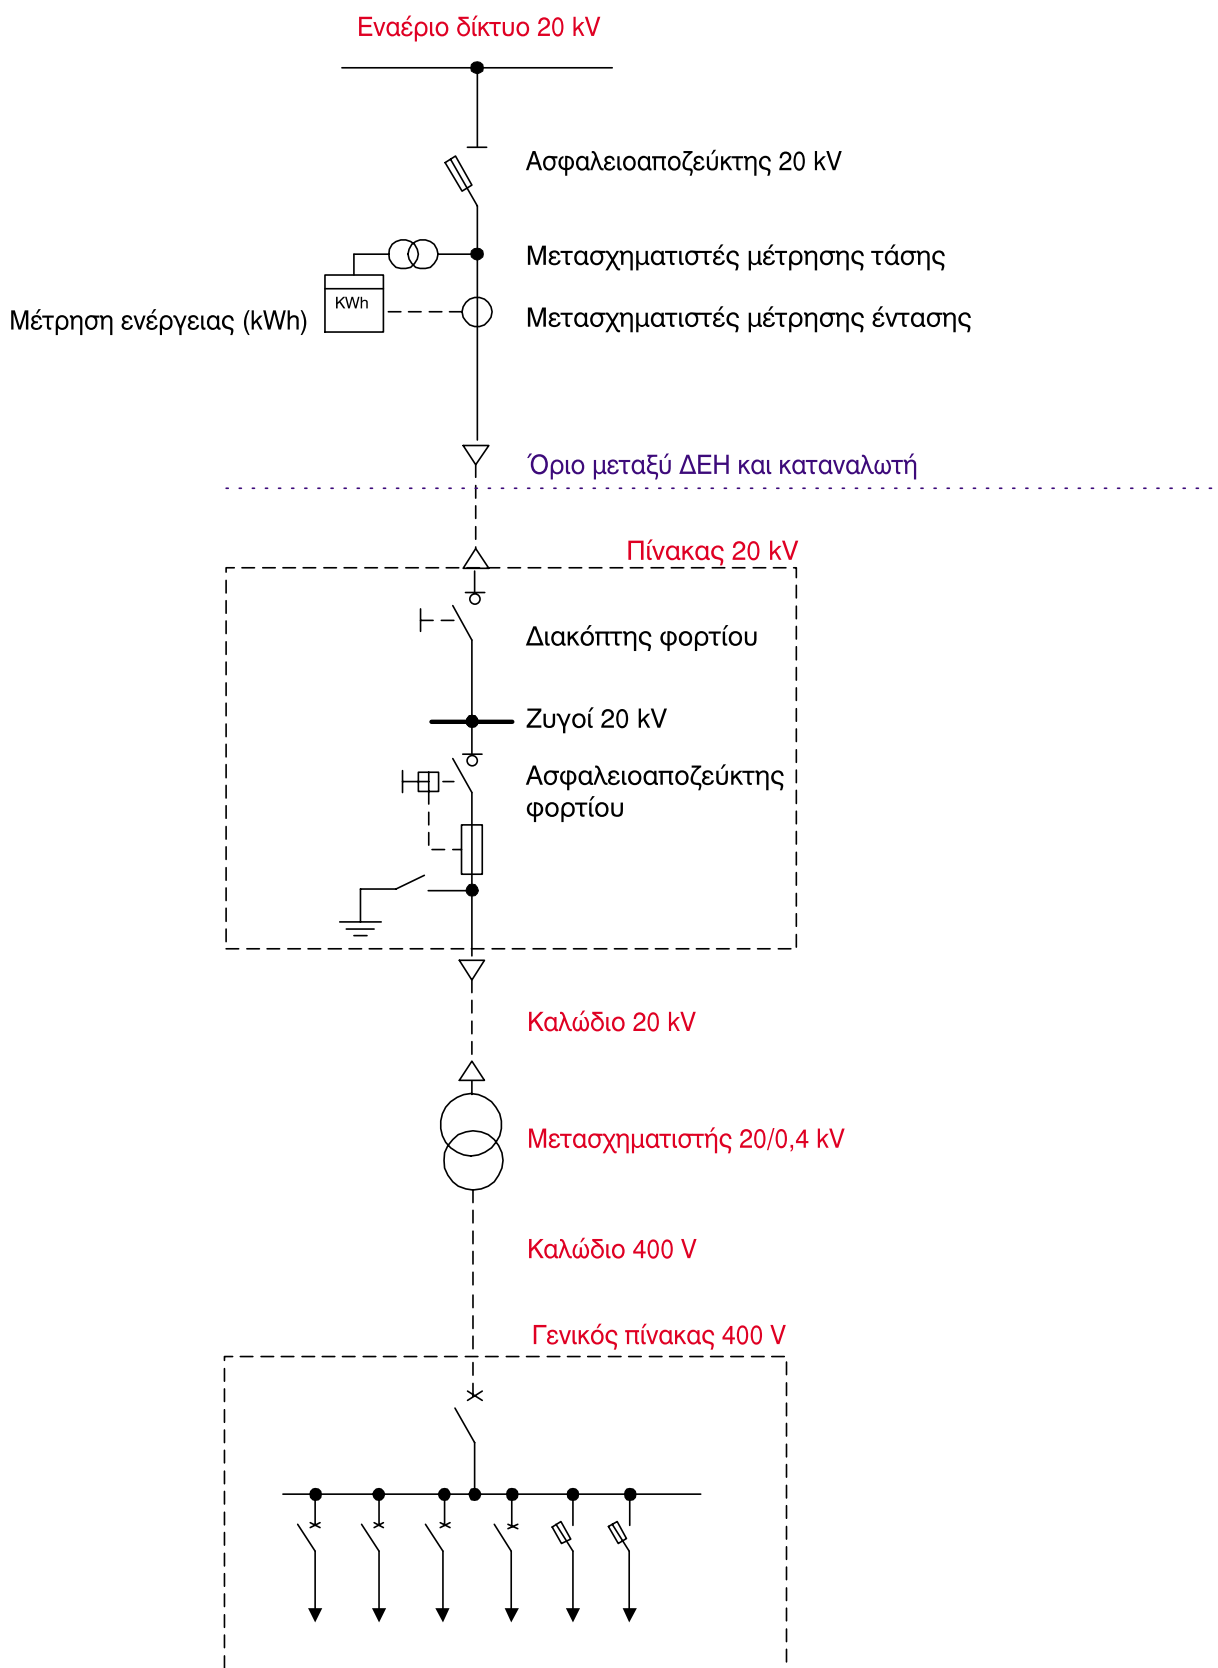 Εναέριο δίκτυο 20 kV
Ασφαλειοαποζεύκτης 20 kV
Μετασχηματιστές μέτρησης τάσης
KWh
Μέτρηση ενέργειας (kWh)
Μετασχηματιστές μέτρησης έντασης
Όριο μεταξύ ΔΕΗ και καταναλωτή
Πίνακας 20 kV
Διακόπτης φορτίου
Ζυγοί 20 kV
Ασφαλειοαποζεύκτης
φορτίου
Καλώδιο 20 kV
Μετασχηματιστής 20/0,4 kV
Καλώδιο 400 V
Γενικός πίνακας 400 V